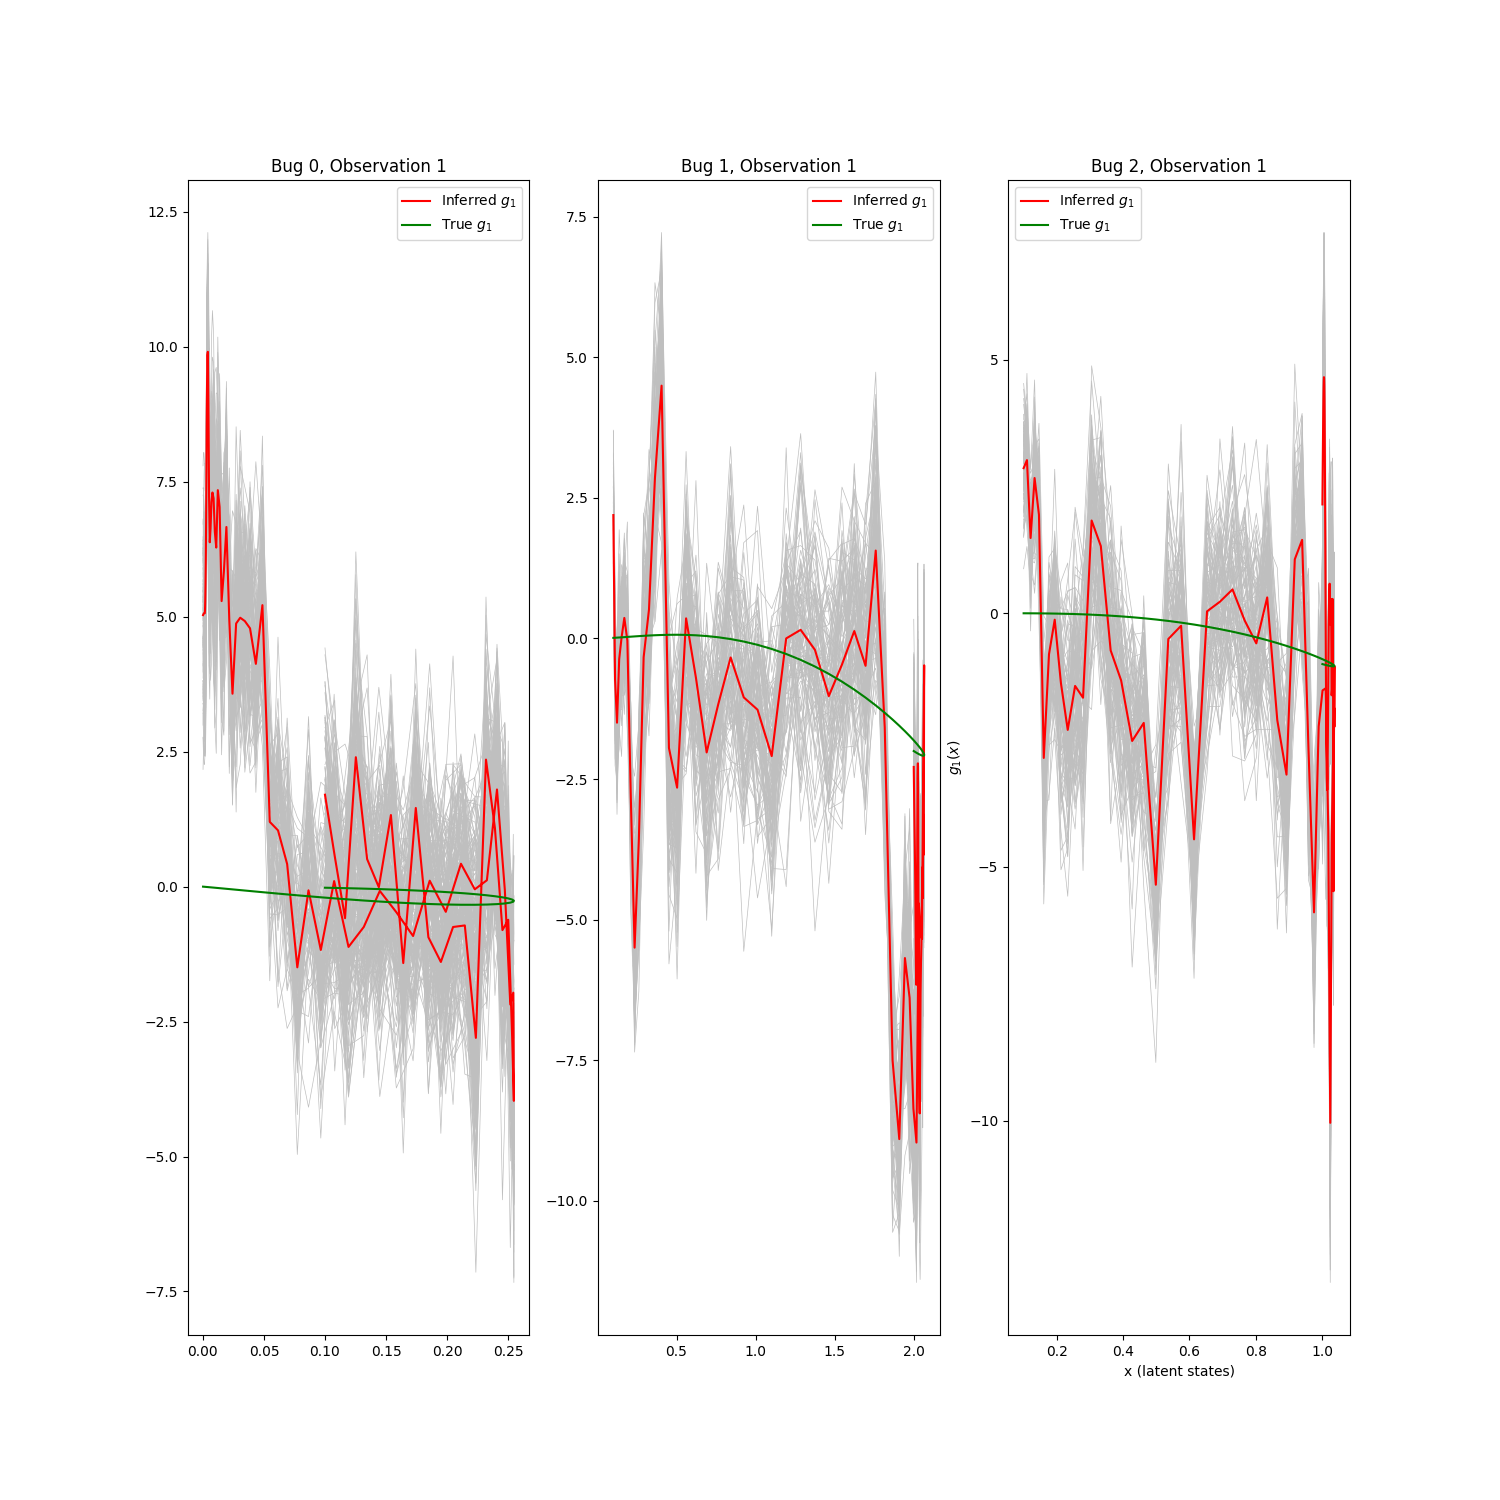 Bug 0, Observation 1
Inferred g₁
True g₁
12.5
10.0
7.5
5.0
2.5
0.0
−2.5
−5.0
−7.5
0.00 0.05 0.10 0.15 0.20 0.25
Bug 1, Observation 1
Inferred g₁
True g₁
7.5
5.0
2.5
0.0
−2.5
−5.0
−7.5
−10.0
0.5 1.0 1.5 2.0
Bug 2, Observation 1
Inferred g₁
True g₁
g₁(x)
5
0
−5
−10
0.2 0.4 0.6 0.8 1.0
x (latent states)